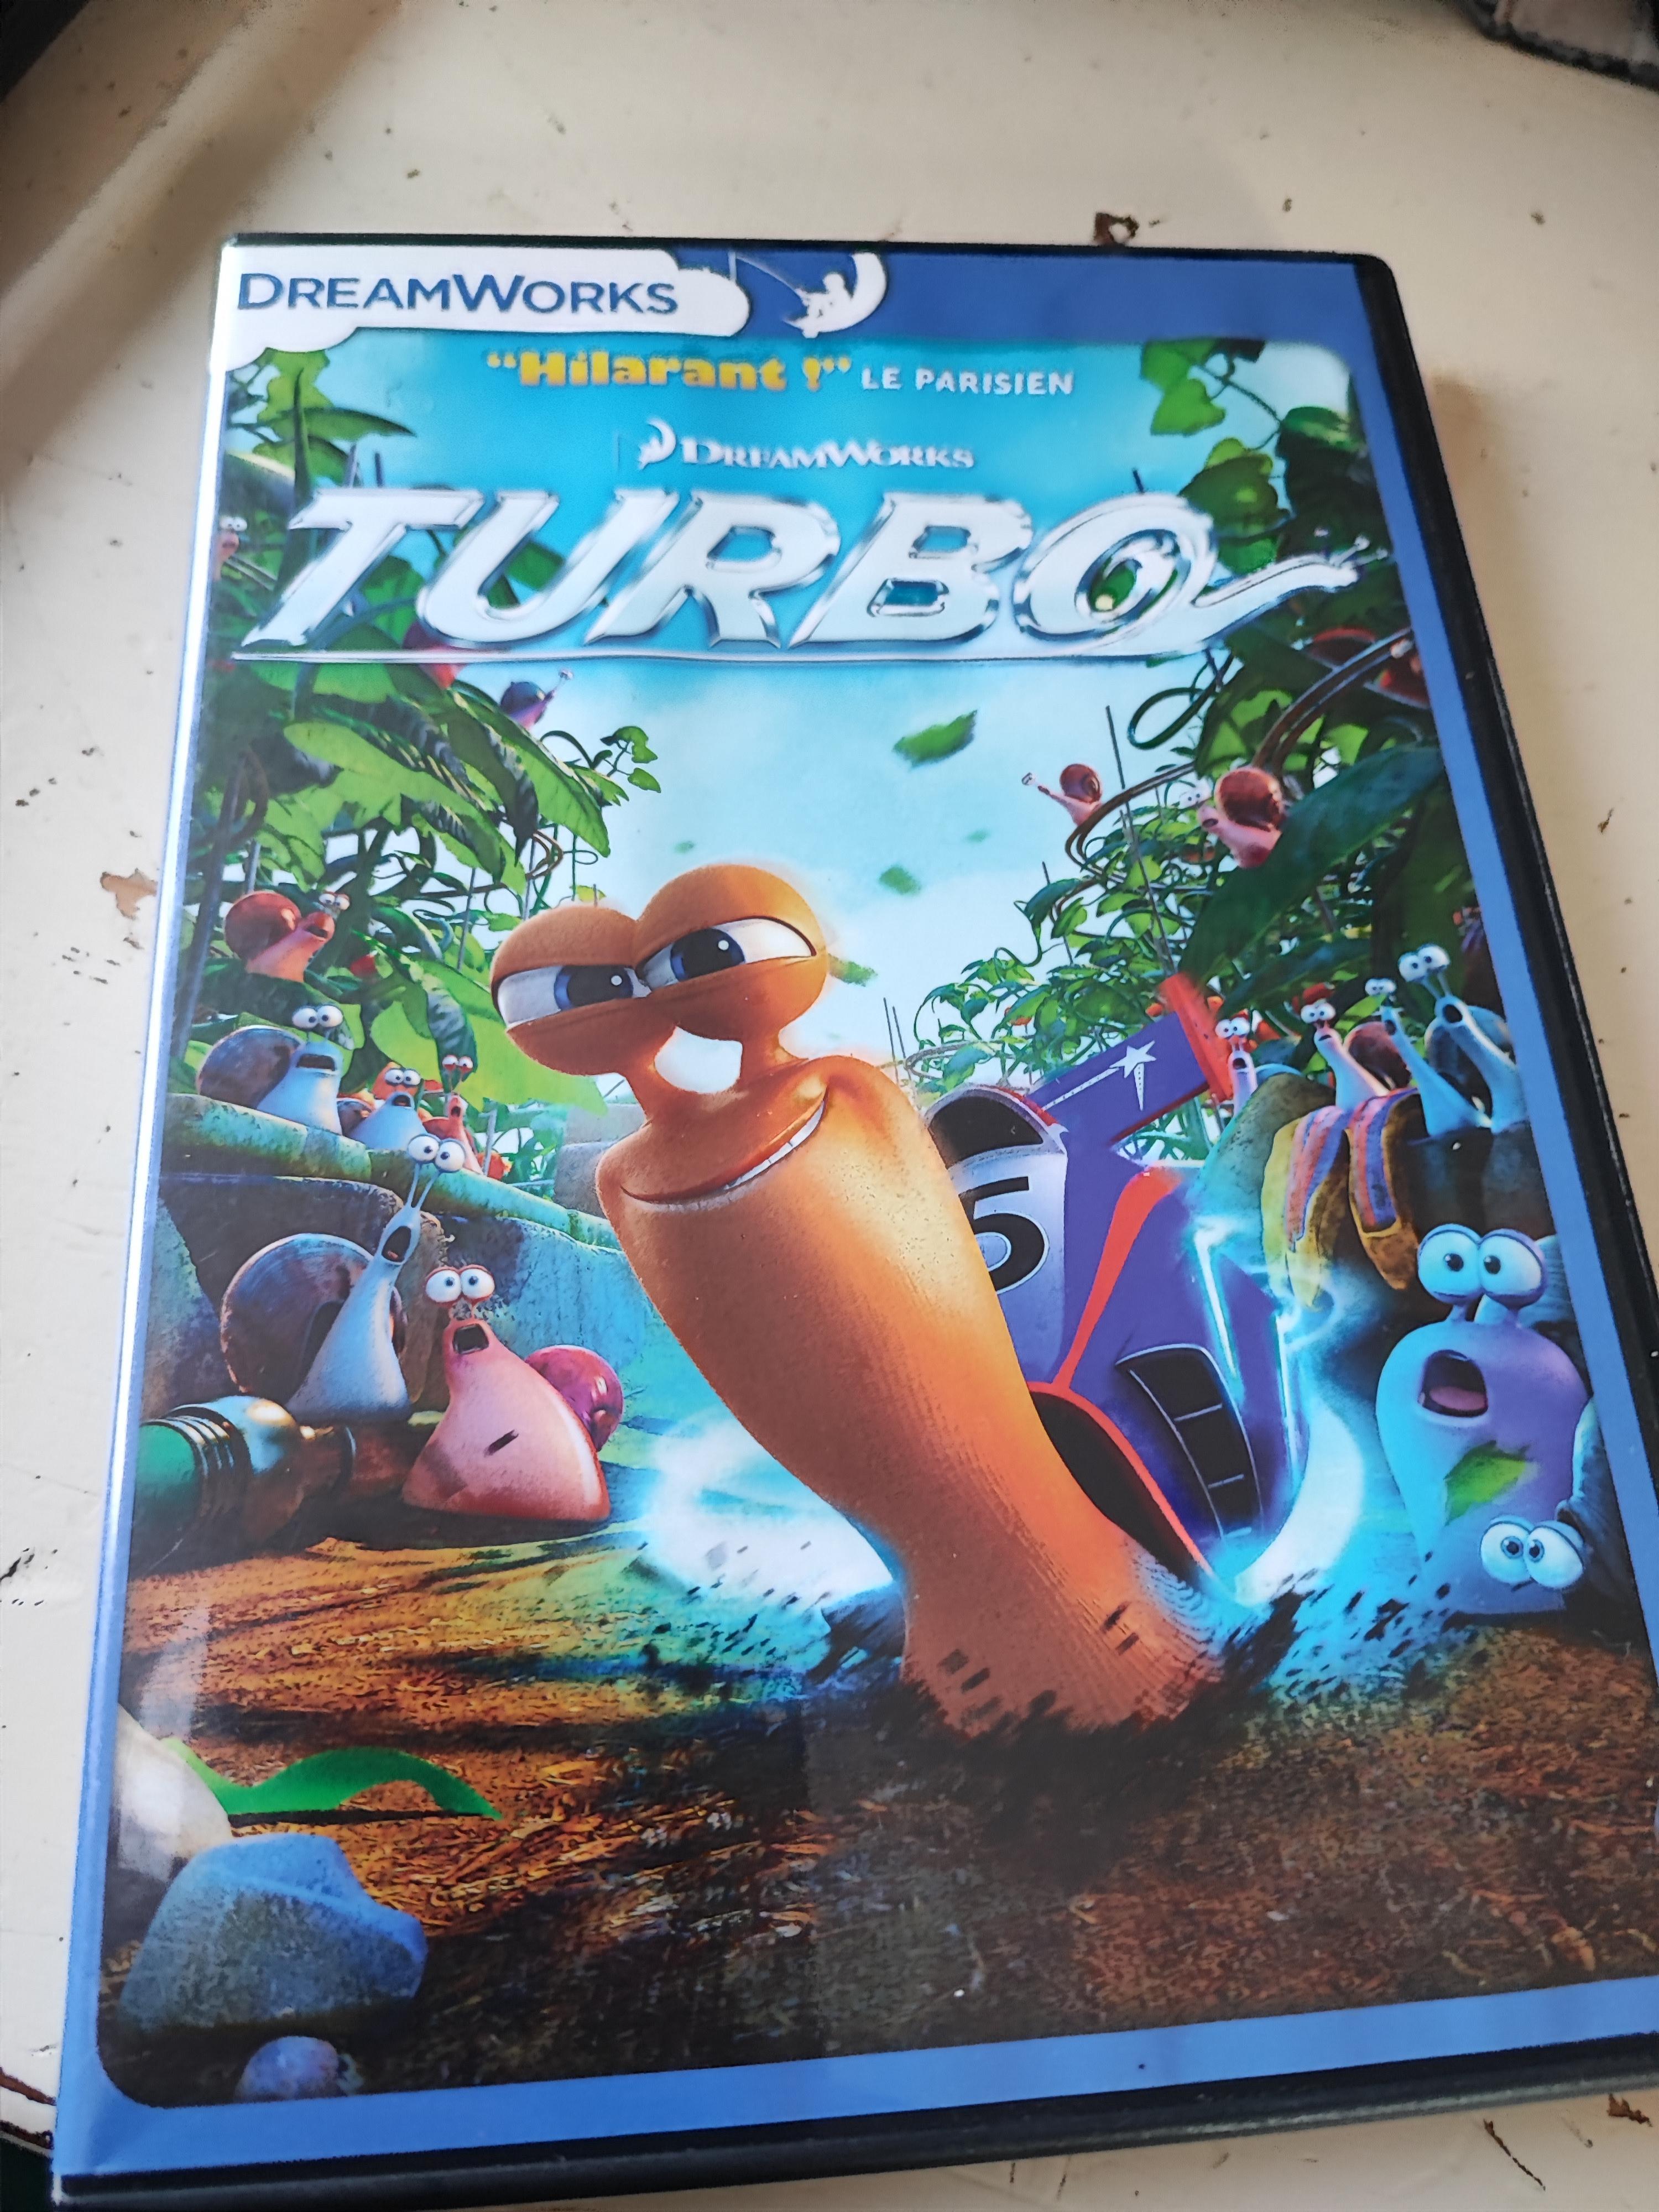 DREAMWORKS
"Hilarant !" LE PARISIEN
DREAMWORKS
TURBO
5